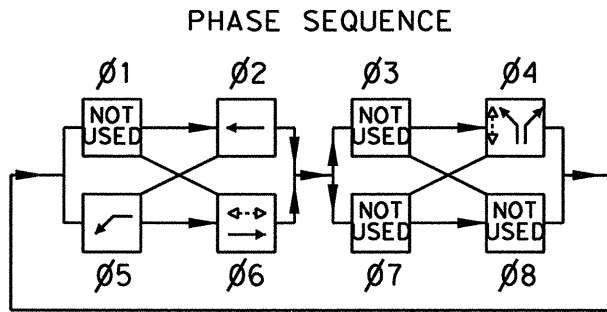 PHASE SEQUENCE
Ø1 Ø2 Ø3 Ø4
NOT USED
NOT USED
NOT USED
NOT USED
Ø5 Ø6 Ø7 Ø8